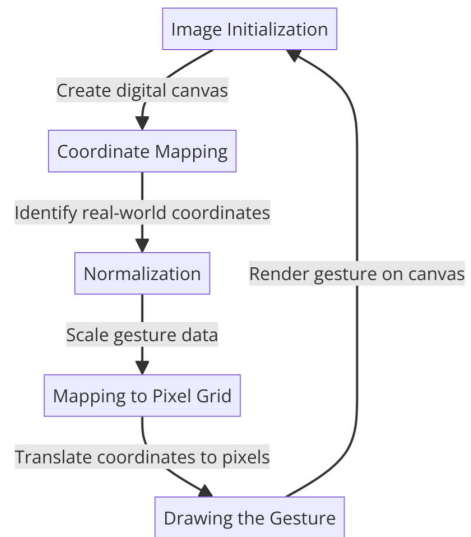 Image Initialization
Create digital canvas
Coordinate Mapping
Identify real-world coordinates
Normalization
Render gesture on canvas
Scale gesture data
Mapping to Pixel Grid
Translate coordinates to pixels
Drawing the Gesture